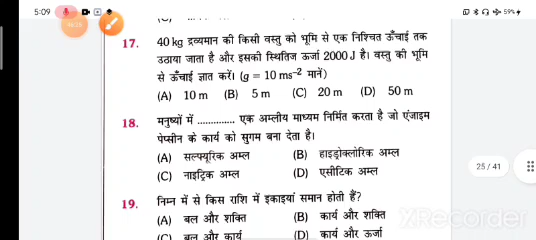 5:09
59%
17. 40 kg द्रव्यमान की किसी वस्तु को भूमि से एक निश्चित ऊँचाई तक
उठाया जाता है और इसकी स्थितिज ऊर्जा 2000 J है। वस्तु की भूमि
से ऊँचाई ज्ञात करें। (g = 10 ms⁻² मानें)
(A) 10 m (B) 5 m (C) 20 m (D) 50 m
18. मनुष्यों में .............. एक अम्लीय माध्यम निर्मित करता है जो एंजाइम
पेप्सीन के कार्य को सुगम बना देता है।
(A) सल्फ्यूरिक अम्ल (B) हाइड्रोक्लोरिक अम्ल
(C) नाइट्रिक अम्ल (D) एसीटिक अम्ल
25 / 41
19. निम्न में से किस राशि में इकाइयां समान होती हैं?
(A) बल और शक्ति (B) कार्य और शक्ति
(C) बल और कार्य (D) कार्य और ऊर्जा
XRecorder